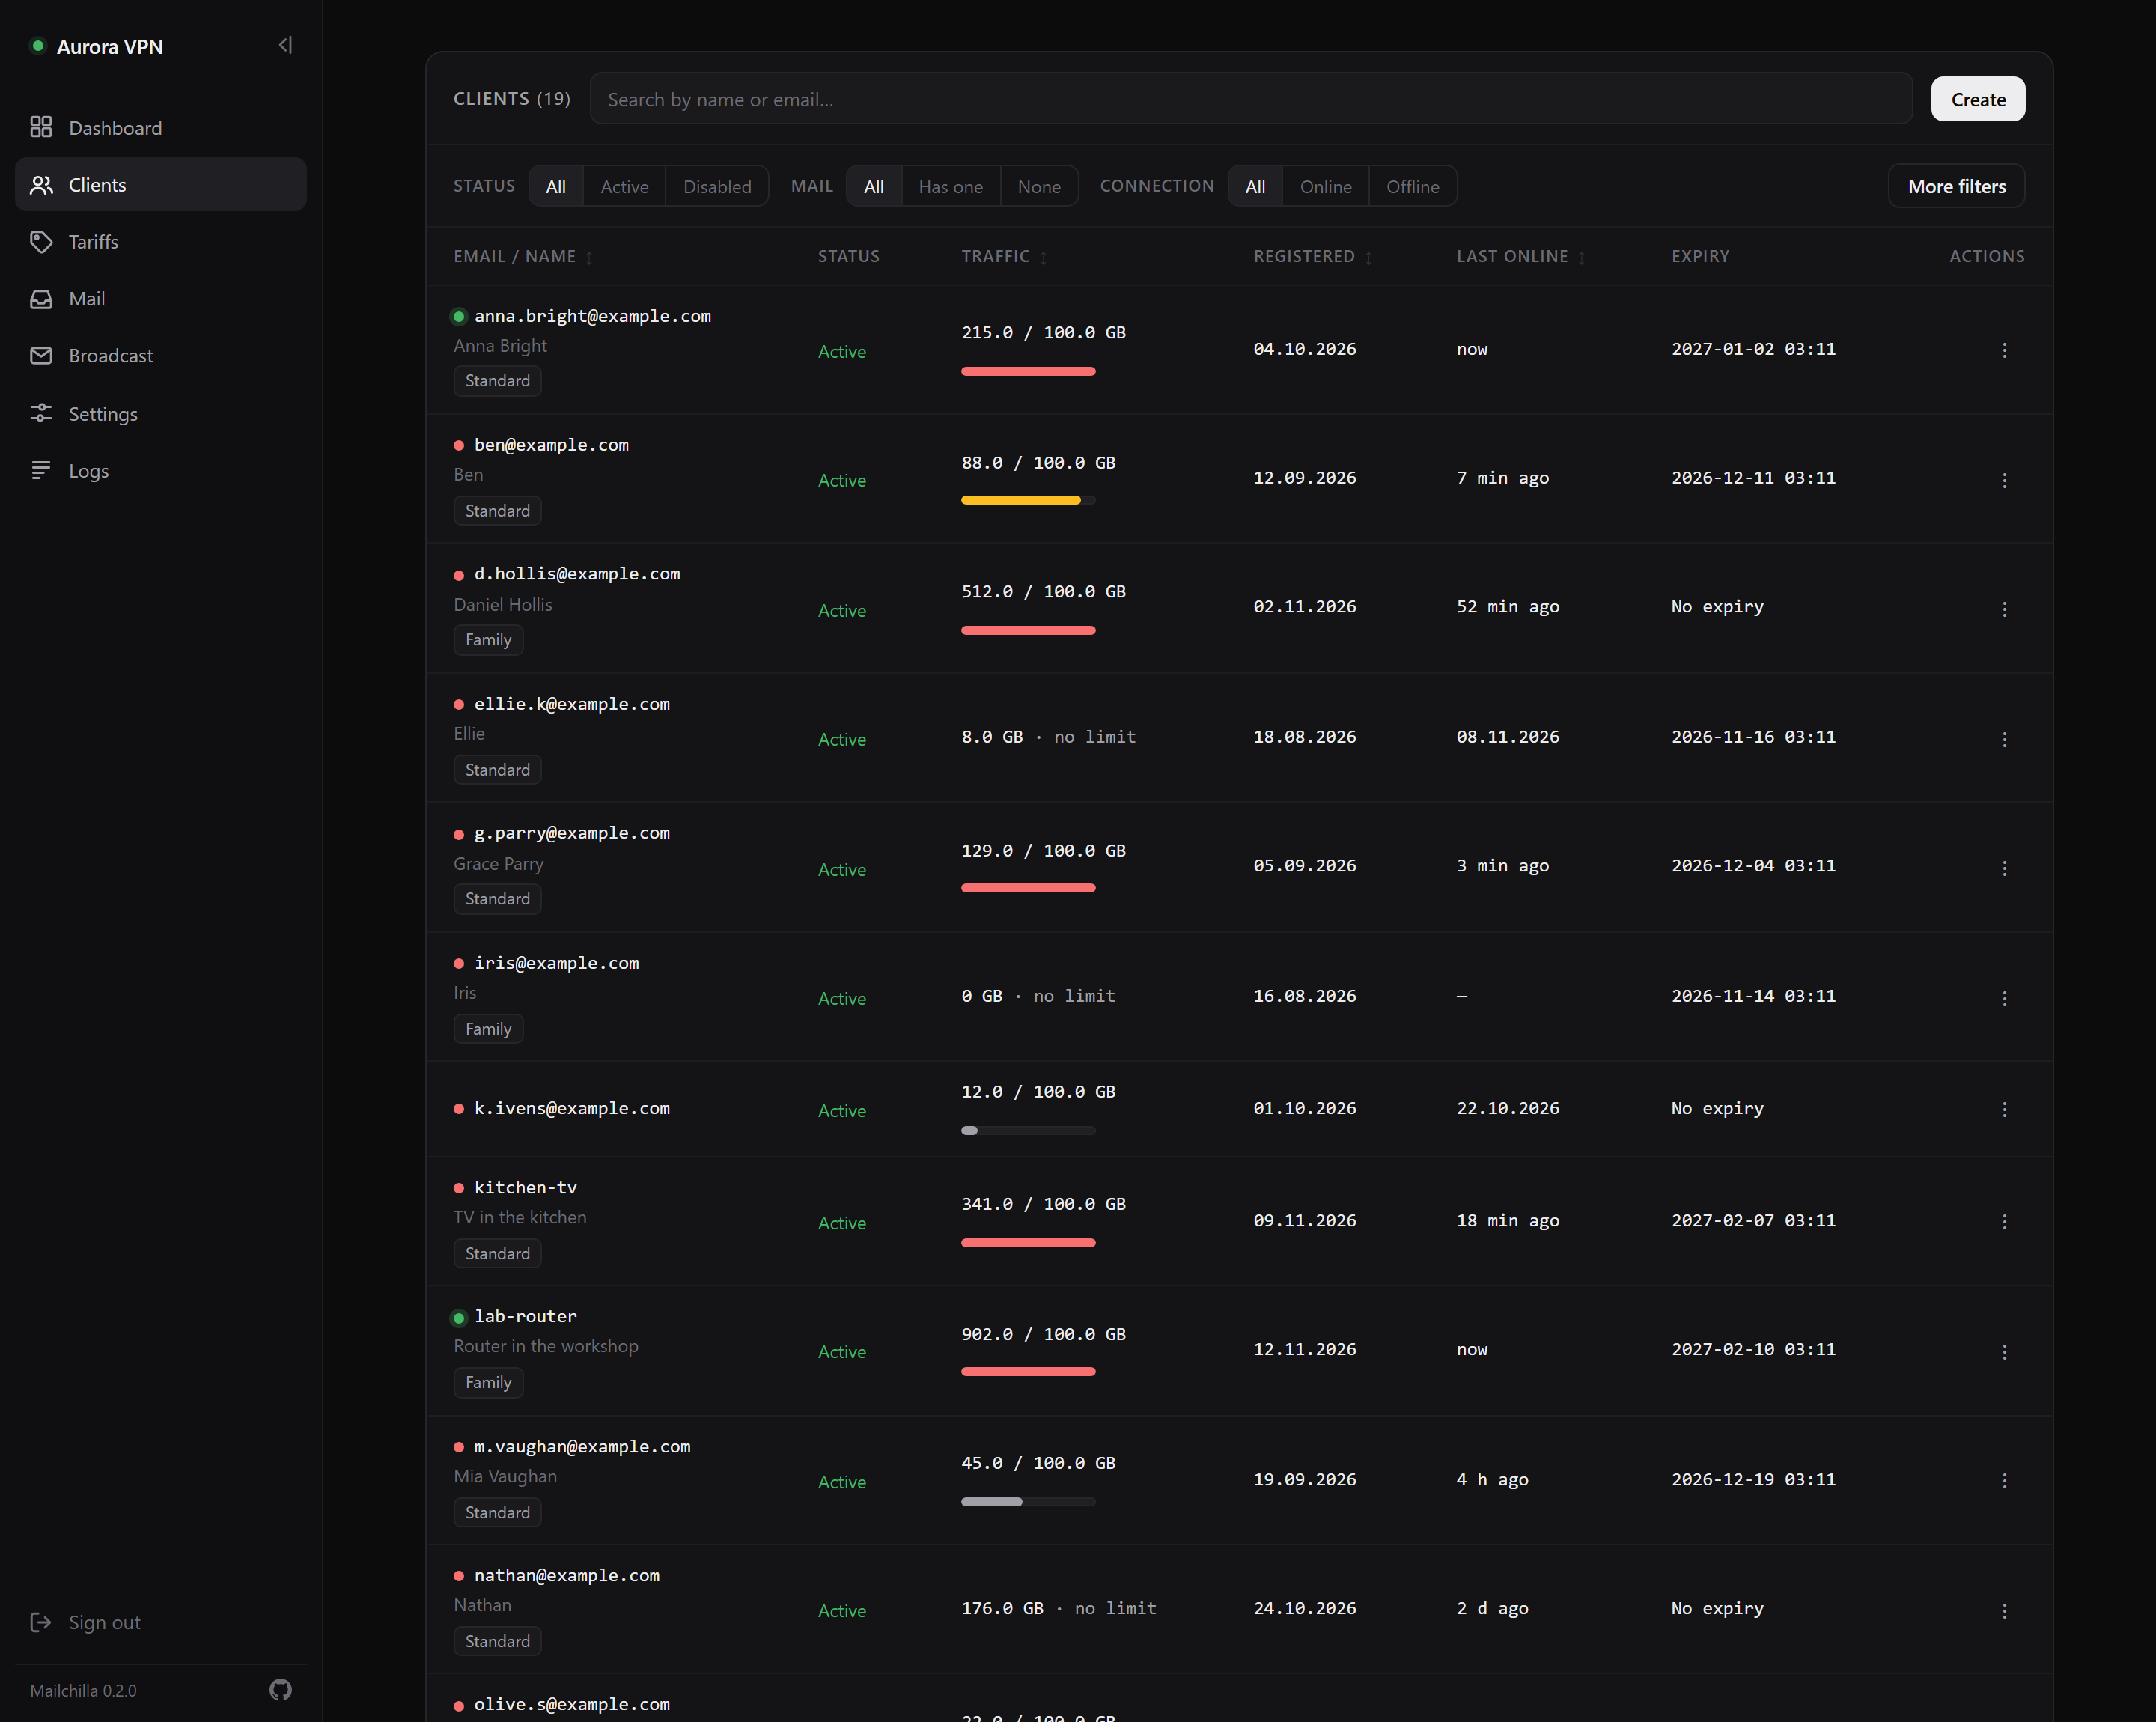 Aurora VPN
Dashboard
Clients
Tariffs
Mail
Broadcast
Settings
Logs
Sign out
Mailchilla 0.2.0
CLIENTS (19)
Search by name or email...
Create
STATUS All Active Disabled MAIL All Has one None CONNECTION All Online Offline More filters
EMAIL / NAME STATUS TRAFFIC REGISTERED LAST ONLINE EXPIRY ACTIONS
anna.bright@example.com
Anna Bright
Standard
Active
215.0 / 100.0 GB
04.10.2026
now
2027-01-02 03:11
ben@example.com
Ben
Standard
Active
88.0 / 100.0 GB
12.09.2026
7 min ago
2026-12-11 03:11
d.hollis@example.com
Daniel Hollis
Family
Active
512.0 / 100.0 GB
02.11.2026
52 min ago
No expiry
ellie.k@example.com
Ellie
Standard
Active
8.0 GB · no limit
18.08.2026
08.11.2026
2026-11-16 03:11
g.parry@example.com
Grace Parry
Standard
Active
129.0 / 100.0 GB
05.09.2026
3 min ago
2026-12-04 03:11
iris@example.com
Iris
Family
Active
0 GB · no limit
16.08.2026
—
2026-11-14 03:11
k.ivens@example.com
Active
12.0 / 100.0 GB
01.10.2026
22.10.2026
No expiry
kitchen-tv
TV in the kitchen
Standard
Active
341.0 / 100.0 GB
09.11.2026
18 min ago
2027-02-07 03:11
lab-router
Router in the workshop
Family
Active
902.0 / 100.0 GB
12.11.2026
now
2027-02-10 03:11
m.vaughan@example.com
Mia Vaughan
Standard
Active
45.0 / 100.0 GB
19.09.2026
4 h ago
2026-12-19 03:11
nathan@example.com
Nathan
Standard
Active
176.0 GB · no limit
24.10.2026
2 d ago
No expiry
olive.s@example.com
22.0 / 100.0 GB